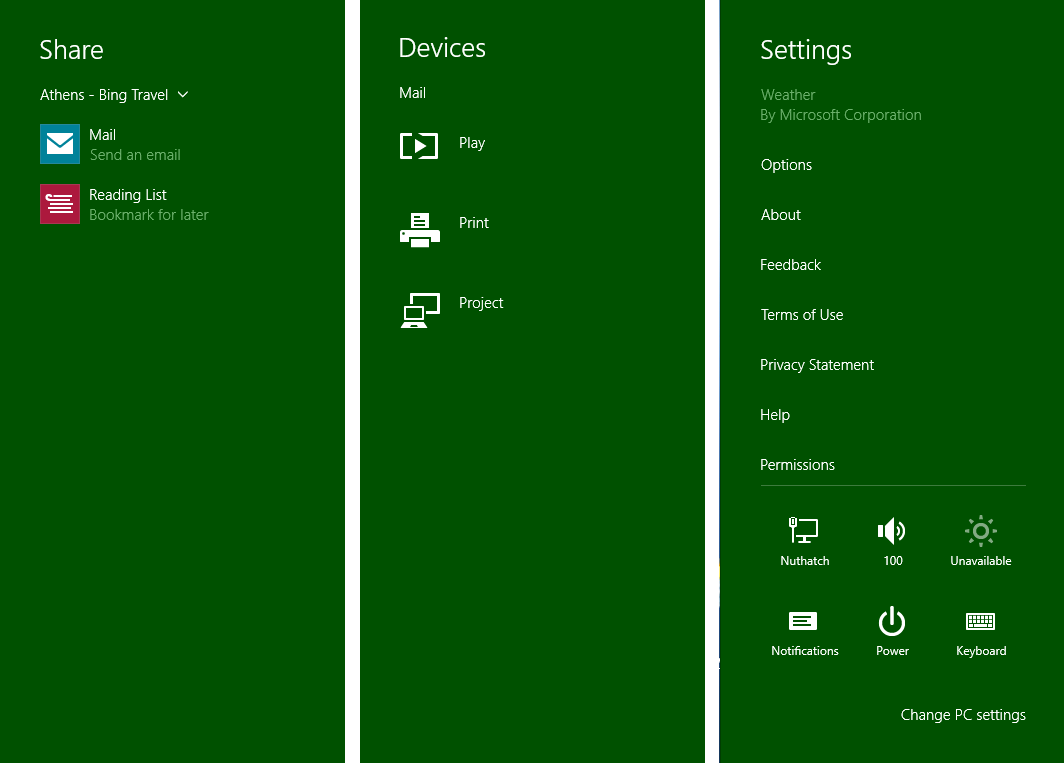 Share
Athens - Bing Travel
Mail
Send an email
Reading List
Bookmark for later
Devices
Mail
Play
Print
Project
Settings
Weather
By Microsoft Corporation
Options
About
Feedback
Terms of Use
Privacy Statement
Help
Permissions
Nuthatch
100
Unavailable
Notifications
Power
Keyboard
Change PC settings